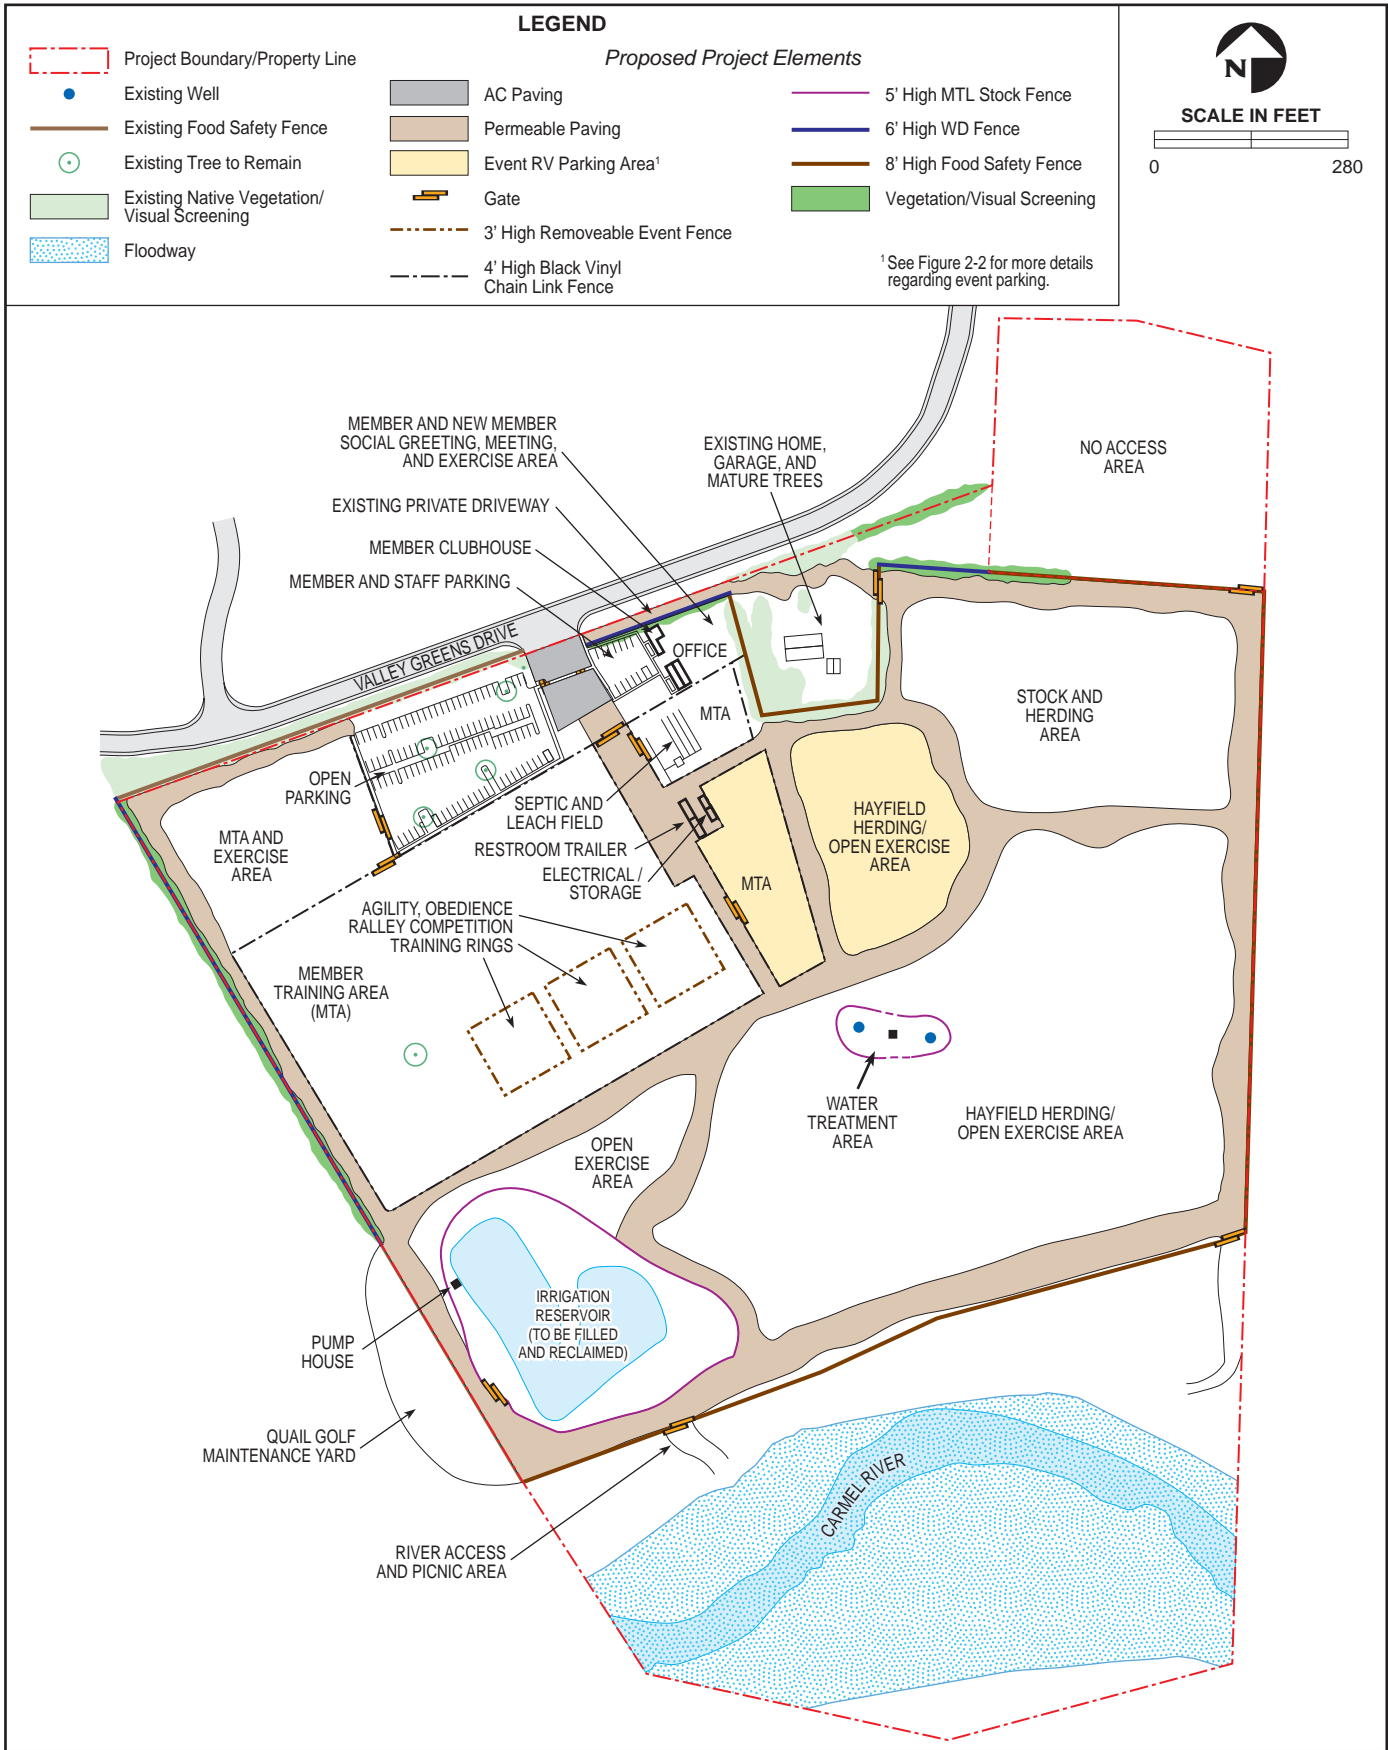 LEGEND
Project Boundary/Property Line
Existing Well
Existing Food Safety Fence
Existing Tree to Remain
Existing Native Vegetation/
Visual Screening
Floodway
Proposed Project Elements
AC Paving
Permeable Paving
Event RV Parking Area¹
Gate
3' High Removeable Event Fence
4' High Black Vinyl
Chain Link Fence
5' High MTL Stock Fence
6' High WD Fence
8' High Food Safety Fence
Vegetation/Visual Screening
¹ See Figure 2-2 for more details
regarding event parking.
N
SCALE IN FEET
0 280
MEMBER AND NEW MEMBER
SOCIAL GREETING, MEETING,
AND EXERCISE AREA
EXISTING HOME,
GARAGE, AND
MATURE TREES
NO ACCESS
AREA
EXISTING PRIVATE DRIVEWAY
MEMBER CLUBHOUSE
MEMBER AND STAFF PARKING
VALLEY GREENS DRIVE
OFFICE
MTA
STOCK AND
HERDING
AREA
OPEN
PARKING
MTA AND
EXERCISE
AREA
SEPTIC AND
LEACH FIELD
RESTROOM TRAILER
ELECTRICAL /
STORAGE
MTA
HAYFIELD
HERDING/
OPEN EXERCISE
AREA
AGILITY, OBEDIENCE
RALLEY COMPETITION
TRAINING RINGS
MEMBER
TRAINING AREA
(MTA)
WATER
TREATMENT
AREA
HAYFIELD HERDING/
OPEN EXERCISE AREA
OPEN
EXERCISE
AREA
IRRIGATION
RESERVOIR
(TO BE FILLED
AND RECLAIMED)
PUMP
HOUSE
QUAIL GOLF
MAINTENANCE YARD
CARMEL RIVER
RIVER ACCESS
AND PICNIC AREA